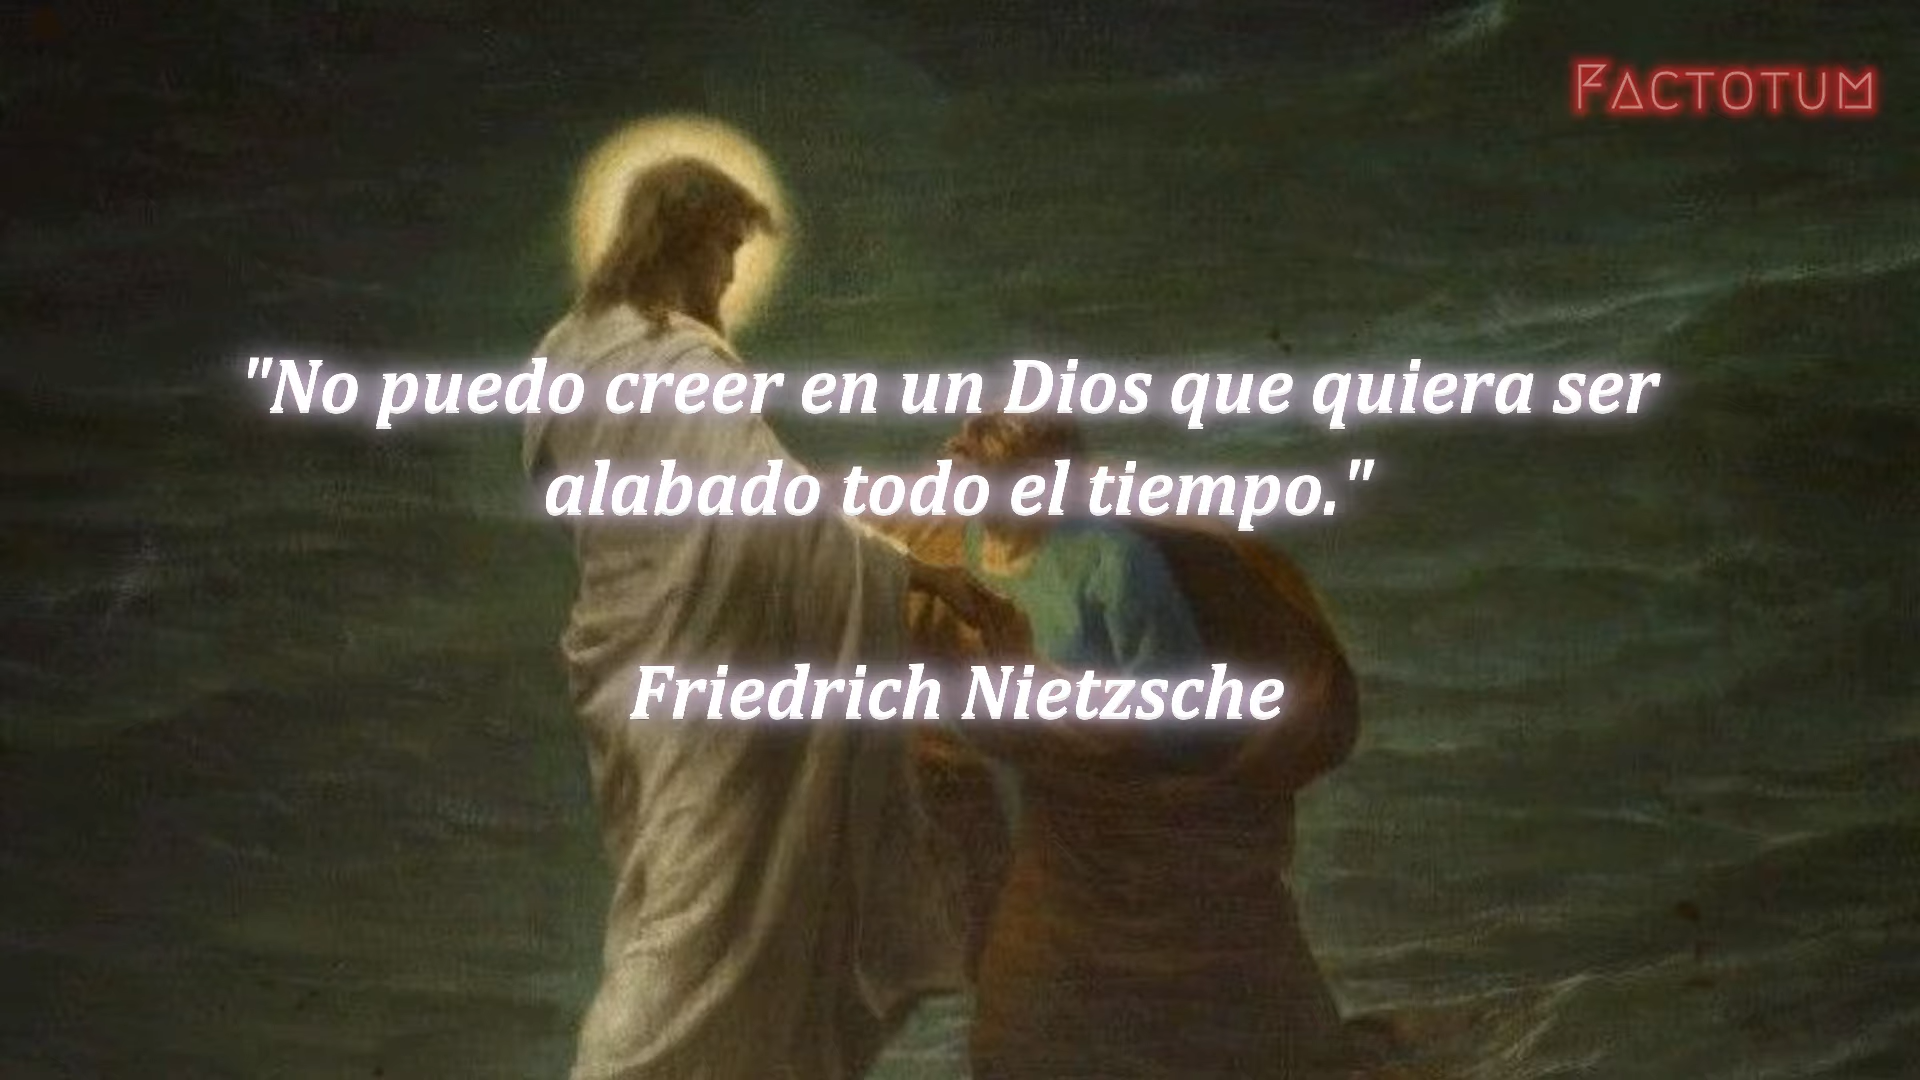 FACTOTUM
"No puedo creer en un Dios que quiera ser
alabado todo el tiempo."
Friedrich Nietzsche